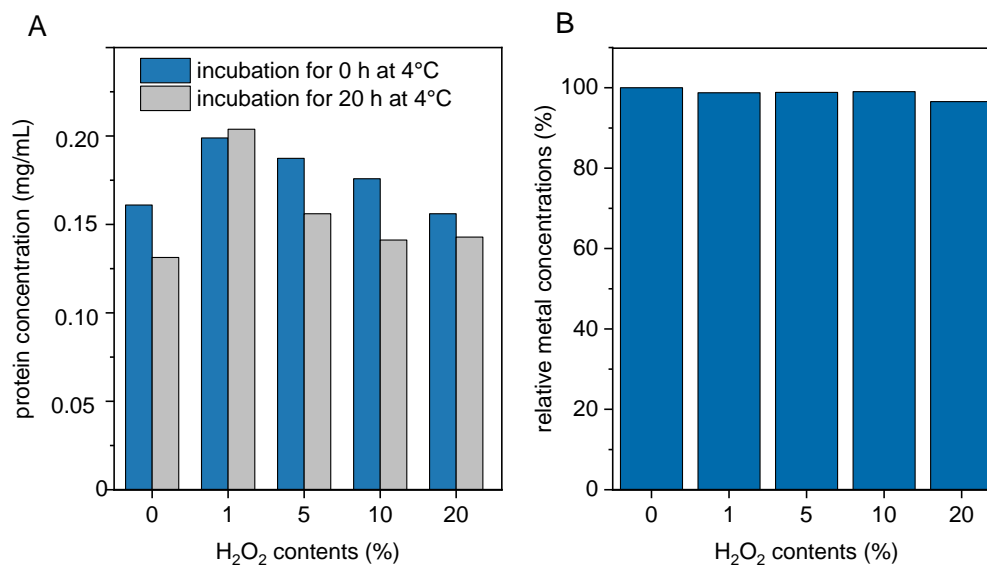 A
incubation for 0 h at 4°C
incubation for 20 h at 4°C
protein concentration (mg/mL)
0.20
0.15
0.10
0.05
0
0 1 5 10 20
H₂O₂ contents (%)
B
relative metal concentrations (%)
100
80
60
40
20
0
0 1 5 10 20
H₂O₂ contents (%)